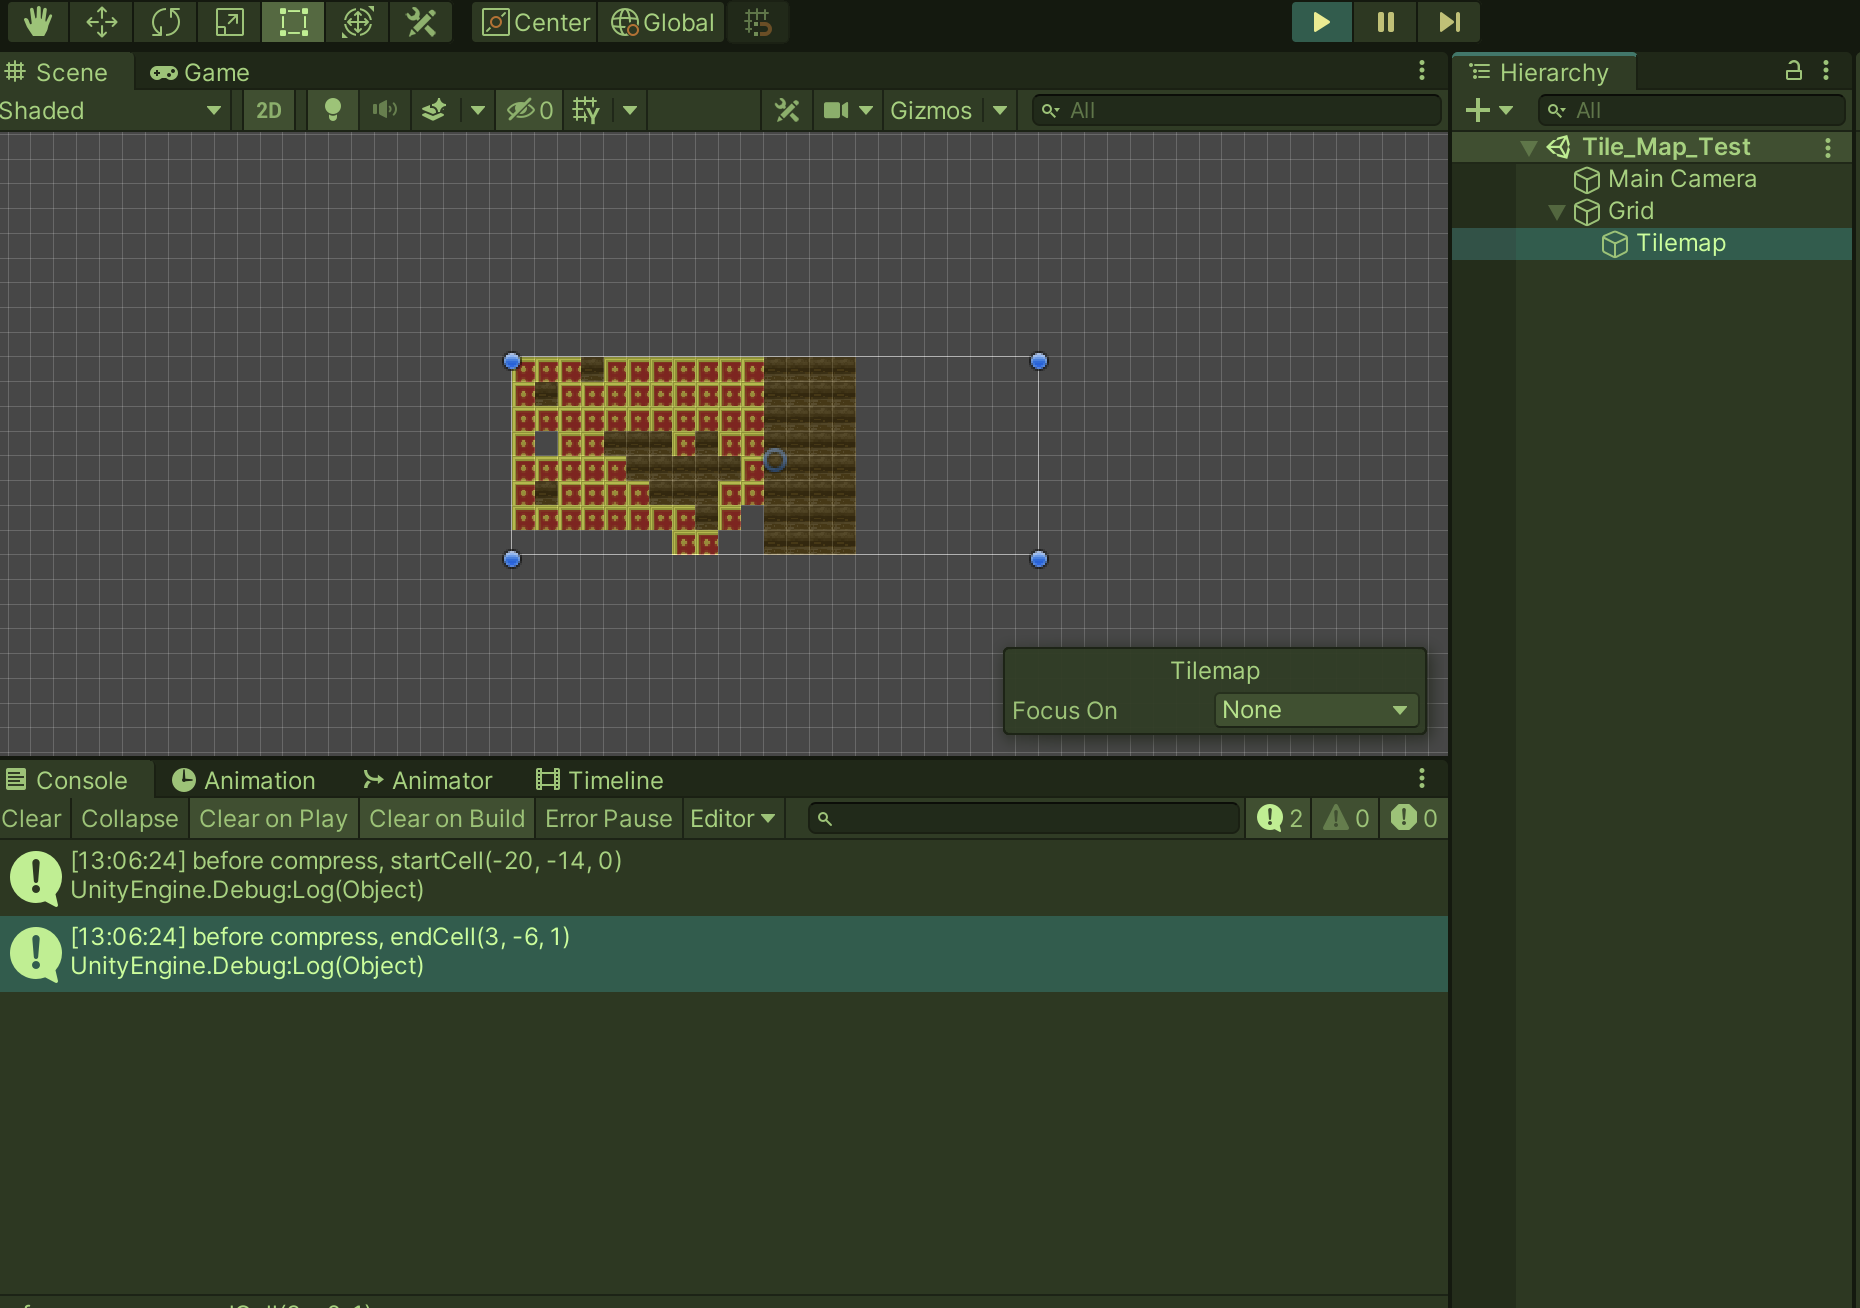 Center
Global
Scene
Game
Hierarchy
Shaded
2D
0
Gizmos
All
All
Tile_Map_Test
Main Camera
Grid
Tilemap
Tilemap
Focus On
None
Console
Animation
Animator
Timeline
Clear
Collapse
Clear on Play
Clear on Build
Error Pause
Editor
2
0
0
[13:06:24] before compress, startCell(-20, -14, 0)
UnityEngine.Debug:Log(Object)
[13:06:24] before compress, endCell(3, -6, 1)
UnityEngine.Debug:Log(Object)